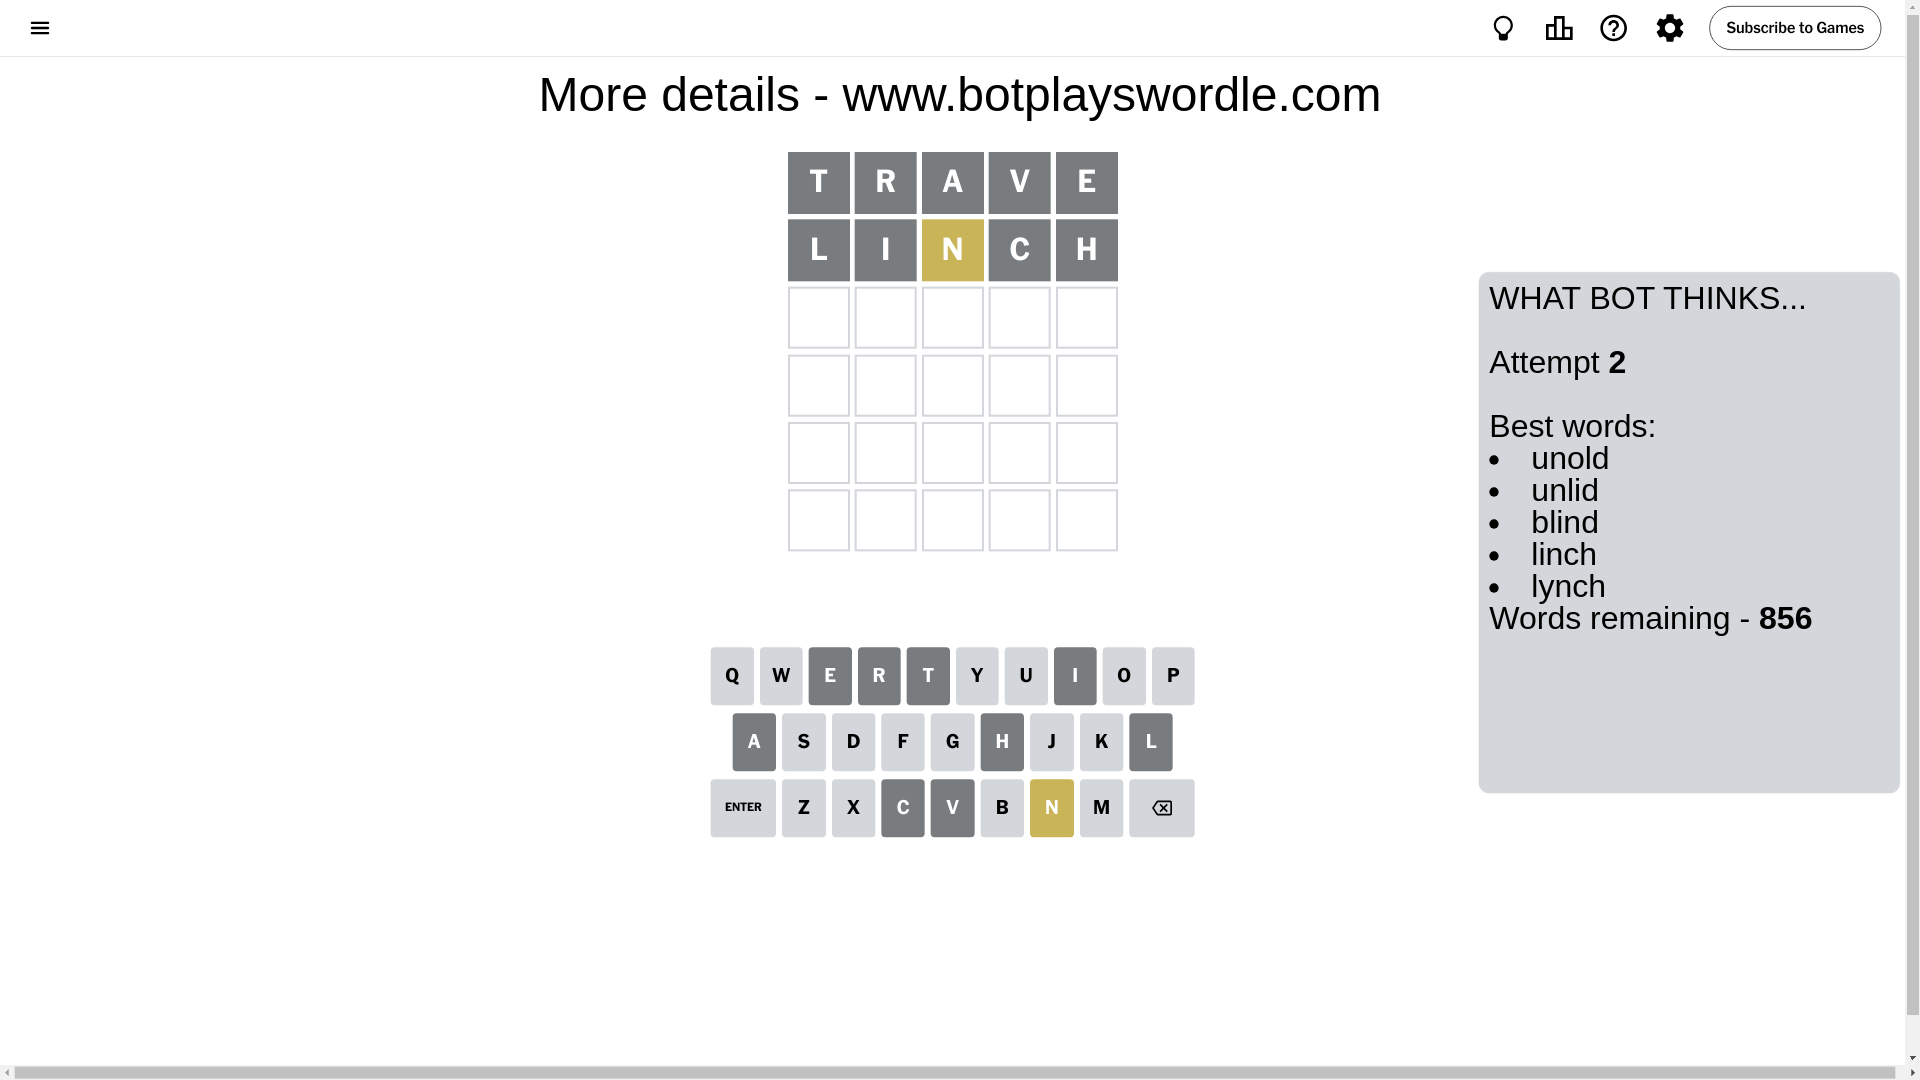 Subscribe to Games
More details - www.botplayswordle.com
T R A V E
L I N C H
WHAT BOT THINKS...
Attempt 2
Best words:
• unold
• unlid
• blind
• linch
• lynch
Words remaining - 856
Q W E R T Y U I O P
A S D F G H J K L
ENTER Z X C V B N M